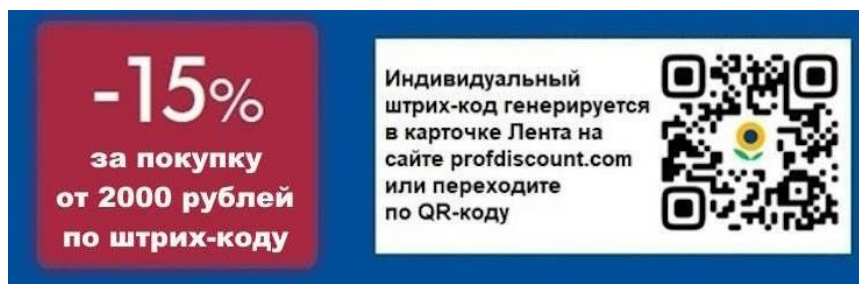 -15%
за покупку
от 2000 рублей
по штрих-коду
Индивидуальный
штрих-код генерируется
в карточке Лента на
сайте profdiscount.com
или переходите
по QR-коду